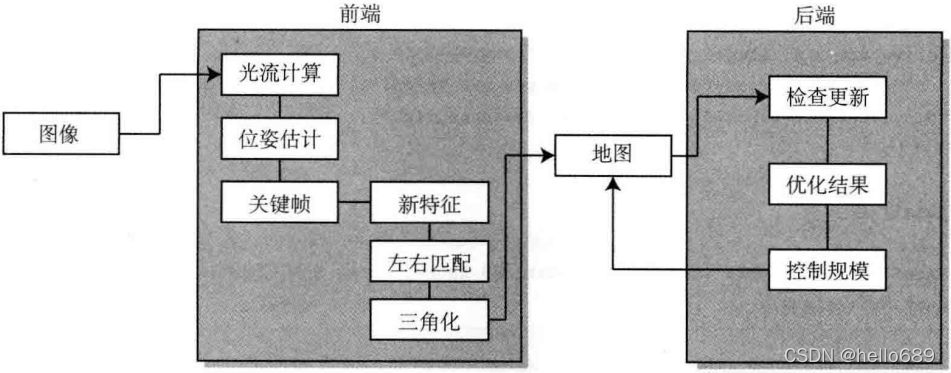 前端
后端
图像
光流计算
位姿估计
关键帧
新特征
左右匹配
三角化
地图
检查更新
优化结果
控制规模
CSDN @hello689